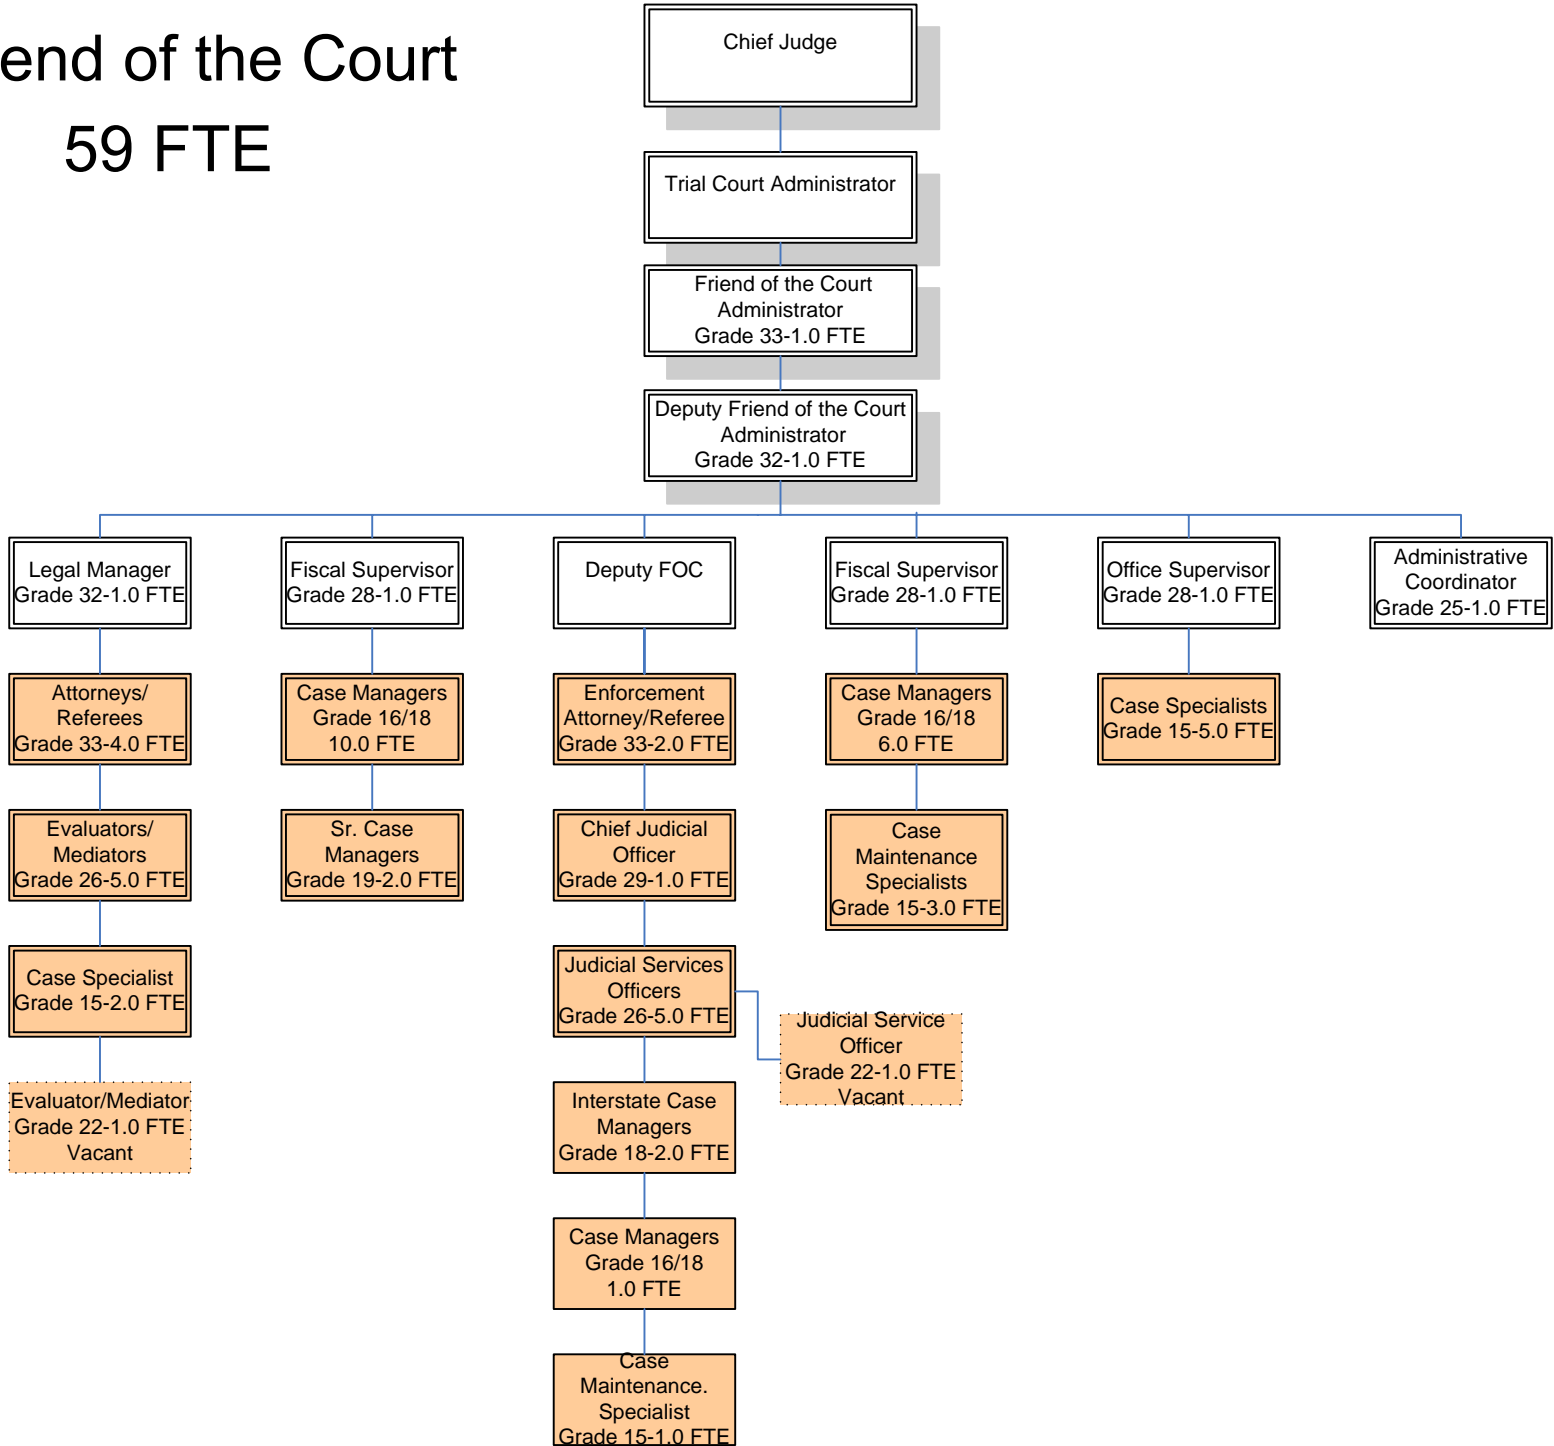 end of the Court
59 FTE
Chief Judge
Trial Court Administrator
Friend of the Court
Administrator
Grade 33-1.0 FTE
Deputy Friend of the Court
Administrator
Grade 32-1.0 FTE
Legal Manager
Grade 32-1.0 FTE
Fiscal Supervisor
Grade 28-1.0 FTE
Deputy FOC
Fiscal Supervisor
Grade 28-1.0 FTE
Office Supervisor
Grade 28-1.0 FTE
Administrative
Coordinator
Grade 25-1.0 FTE
Attorneys/
Referees
Grade 33-4.0 FTE
Case Managers
Grade 16/18
10.0 FTE
Enforcement
Attorney/Referee
Grade 33-2.0 FTE
Case Managers
Grade 16/18
6.0 FTE
Case Specialists
Grade 15-5.0 FTE
Evaluators/
Mediators
Grade 26-5.0 FTE
Sr. Case
Managers
Grade 19-2.0 FTE
Chief Judicial
Officer
Grade 29-1.0 FTE
Case
Maintenance
Specialists
Grade 15-3.0 FTE
Case Specialist
Grade 15-2.0 FTE
Judicial Services
Officers
Grade 26-5.0 FTE
Judicial Service
Officer
Grade 22-1.0 FTE
Vacant
Evaluator/Mediator
Grade 22-1.0 FTE
Vacant
Interstate Case
Managers
Grade 18-2.0 FTE
Case Managers
Grade 16/18
1.0 FTE
Case
Maintenance.
Specialist
Grade 15-1.0 FTE